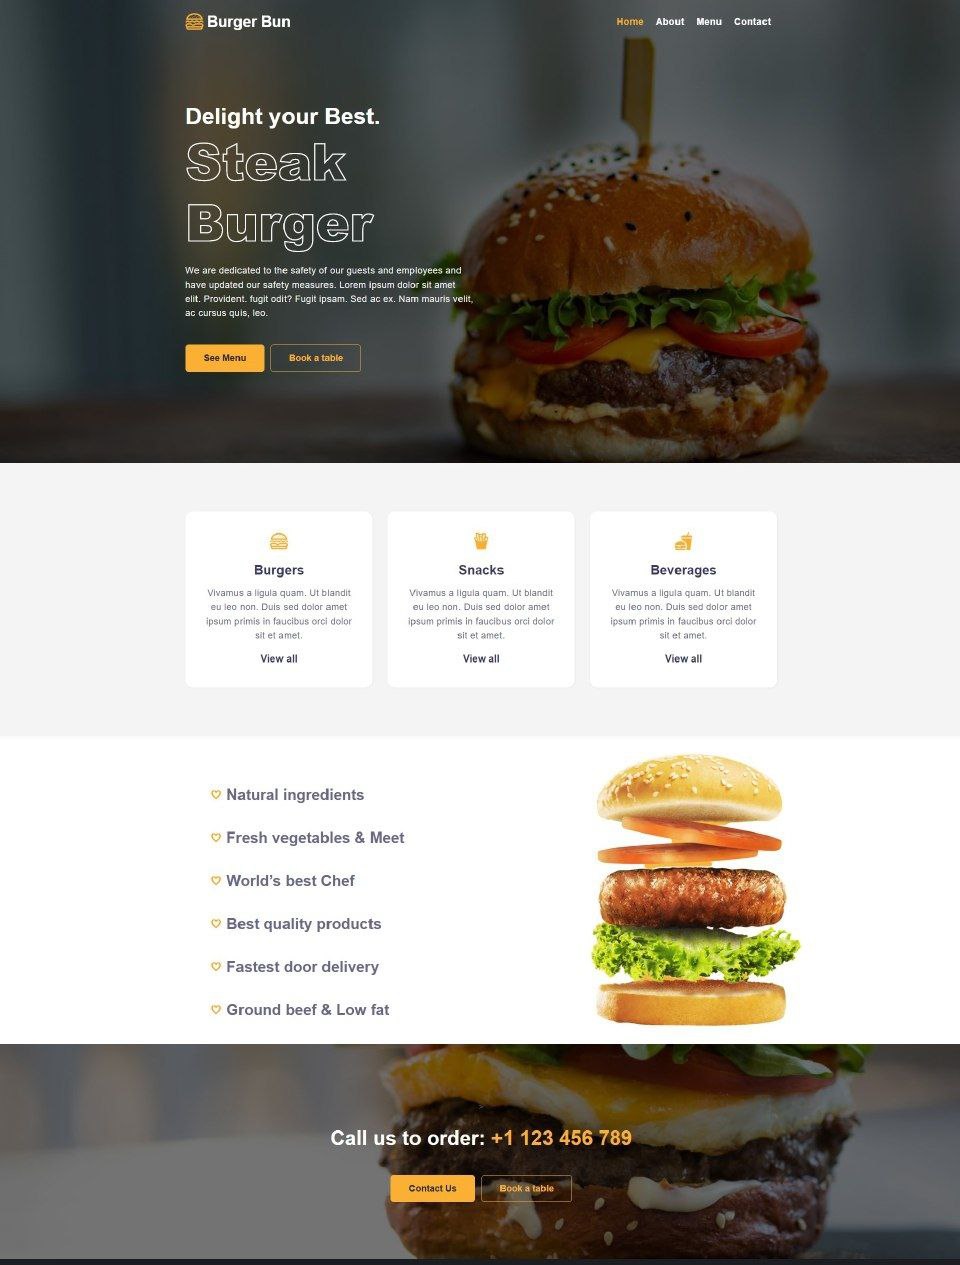 Burger Bun
Home About Menu Contact
Delight your Best.
Steak
Burger
We are dedicated to the safety of our guests and employees and
have updated our safety measures. Lorem ipsum dolor sit amet
elit. Provident. fugit odit? Fugit ipsam. Sed ac ex. Nam mauris velit,
ac cursus quis, leo.
See Menu
Book a table
Burgers
Vivamus a ligula quam. Ut blandit
eu leo non. Duis sed dolor amet
ipsum primis in faucibus orci dolor
sit et amet.
View all
Snacks
Vivamus a ligula quam. Ut blandit
eu leo non. Duis sed dolor amet
ipsum primis in faucibus orci dolor
sit et amet.
View all
Beverages
Vivamus a ligula quam. Ut blandit
eu leo non. Duis sed dolor amet
ipsum primis in faucibus orci dolor
sit et amet.
View all
Natural ingredients
Fresh vegetables & Meet
World’s best Chef
Best quality products
Fastest door delivery
Ground beef & Low fat
>
Call us to order: +1 123 456 789
Contact Us
Book a table